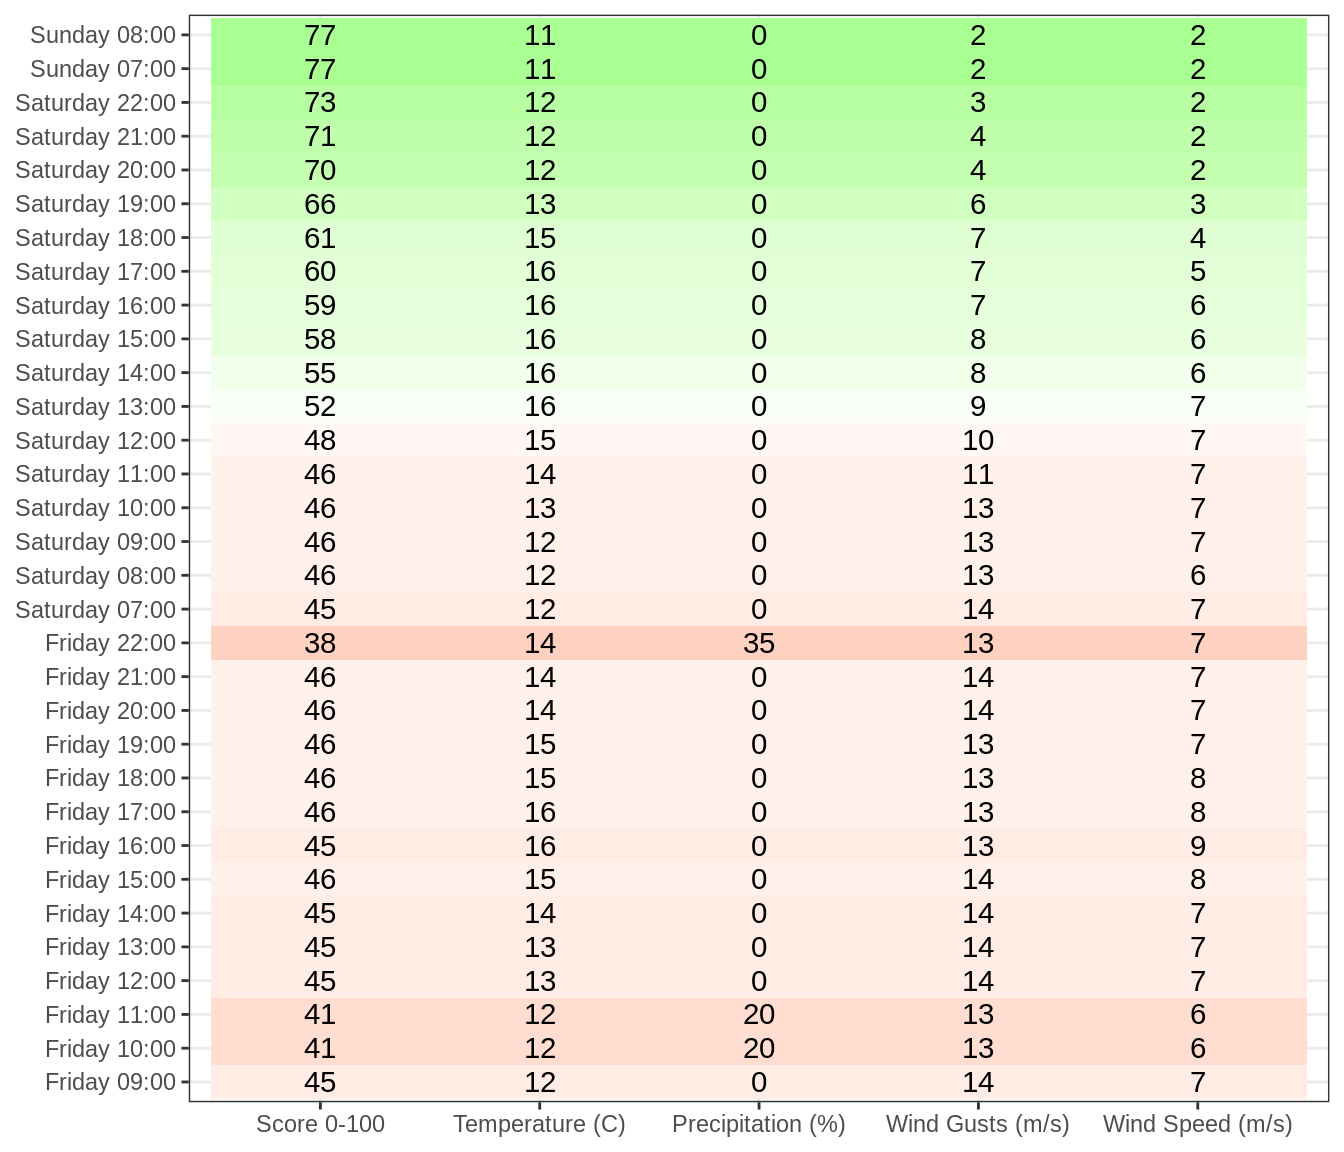 Sunday 08:00 77 11 0 2 2
Sunday 07:00 77 11 0 2 2
Saturday 22:00 73 12 0 3 2
Saturday 21:00 71 12 0 4 2
Saturday 20:00 70 12 0 4 2
Saturday 19:00 66 13 0 6 3
Saturday 18:00 61 15 0 7 4
Saturday 17:00 60 16 0 7 5
Saturday 16:00 59 16 0 7 6
Saturday 15:00 58 16 0 8 6
Saturday 14:00 55 16 0 8 6
Saturday 13:00 52 16 0 9 7
Saturday 12:00 48 15 0 10 7
Saturday 11:00 46 14 0 11 7
Saturday 10:00 46 13 0 13 7
Saturday 09:00 46 12 0 13 7
Saturday 08:00 46 12 0 13 6
Saturday 07:00 45 12 0 14 7
Friday 22:00 38 14 35 13 7
Friday 21:00 46 14 0 14 7
Friday 20:00 46 14 0 14 7
Friday 19:00 46 15 0 13 7
Friday 18:00 46 15 0 13 8
Friday 17:00 46 16 0 13 8
Friday 16:00 45 16 0 13 9
Friday 15:00 46 15 0 14 8
Friday 14:00 45 14 0 14 7
Friday 13:00 45 13 0 14 7
Friday 12:00 45 13 0 14 7
Friday 11:00 41 12 20 13 6
Friday 10:00 41 12 20 13 6
Friday 09:00 45 12 0 14 7
Score 0-100 Temperature (C) Precipitation (%) Wind Gusts (m/s) Wind Speed (m/s)